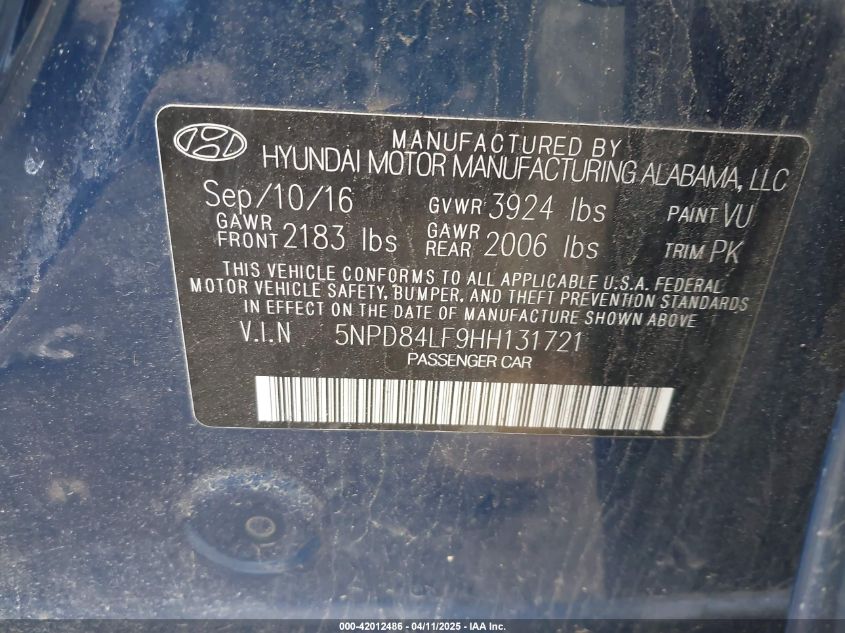 MANUFACTURED BY
HYUNDAI MOTOR MANUFACTURING ALABAMA, LLC
Sep/10/16 GVWR 3924 lbs PAINT VU
GAWR FRONT 2183 lbs GAWR REAR 2006 lbs TRIM PK
THIS VEHICLE CONFORMS TO ALL APPLICABLE U.S.A. FEDERAL
MOTOR VEHICLE SAFETY, BUMPER, AND THEFT PREVENTION STANDARDS
IN EFFECT ON THE DATE OF MANUFACTURE SHOWN ABOVE
V.I.N 5NPD84LF9HH131721
PASSENGER CAR
000-42012486 - 04/11/2025 - IAA Inc.